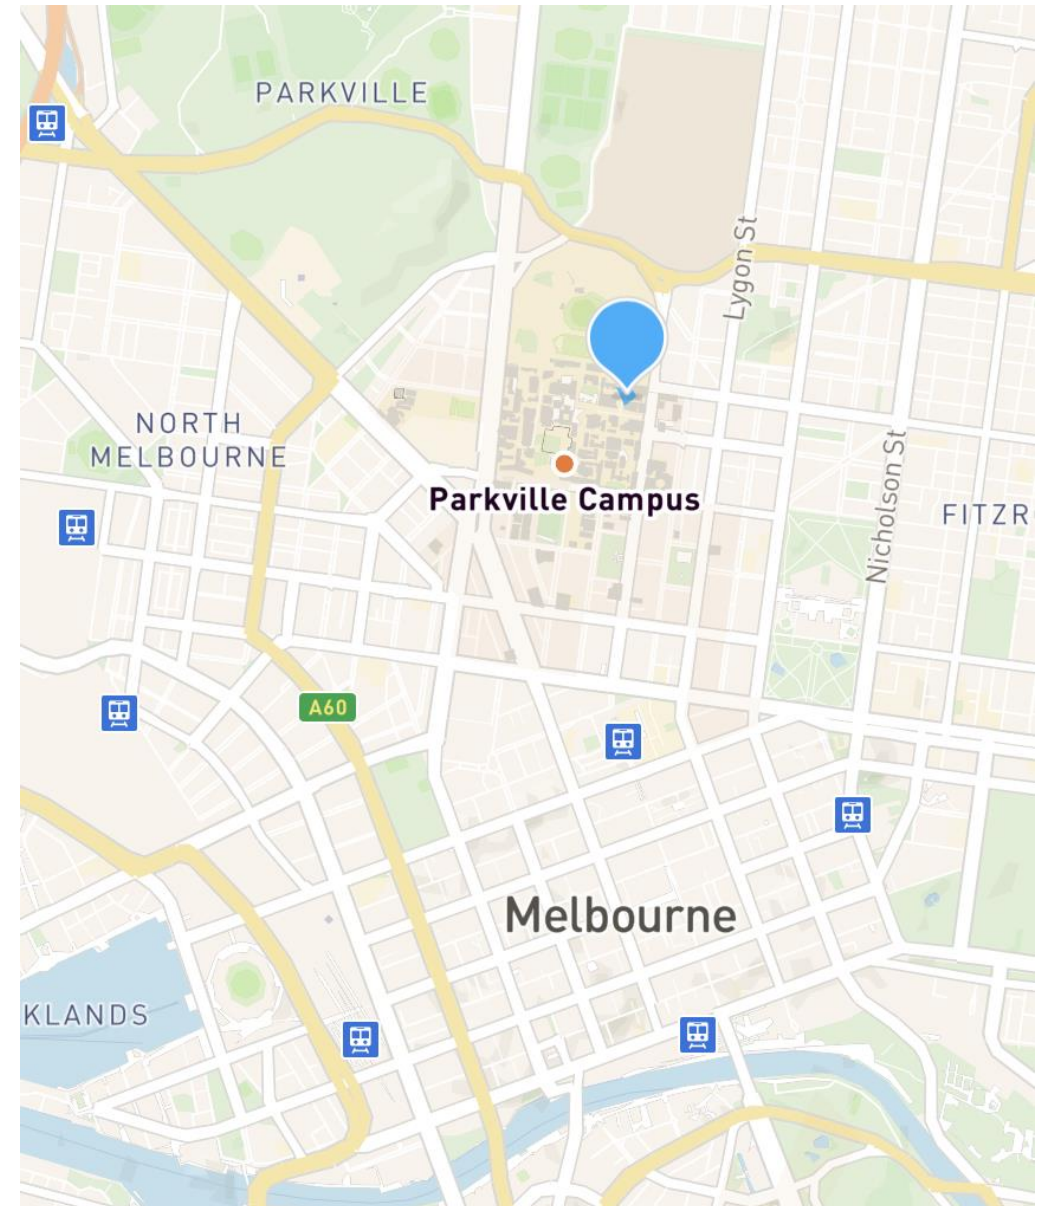 PARKVILLE
Lygon St
NORTH
MELBOURNE
Nicholson St
Parkville Campus
FITZR
A60
Melbourne
KLANDS